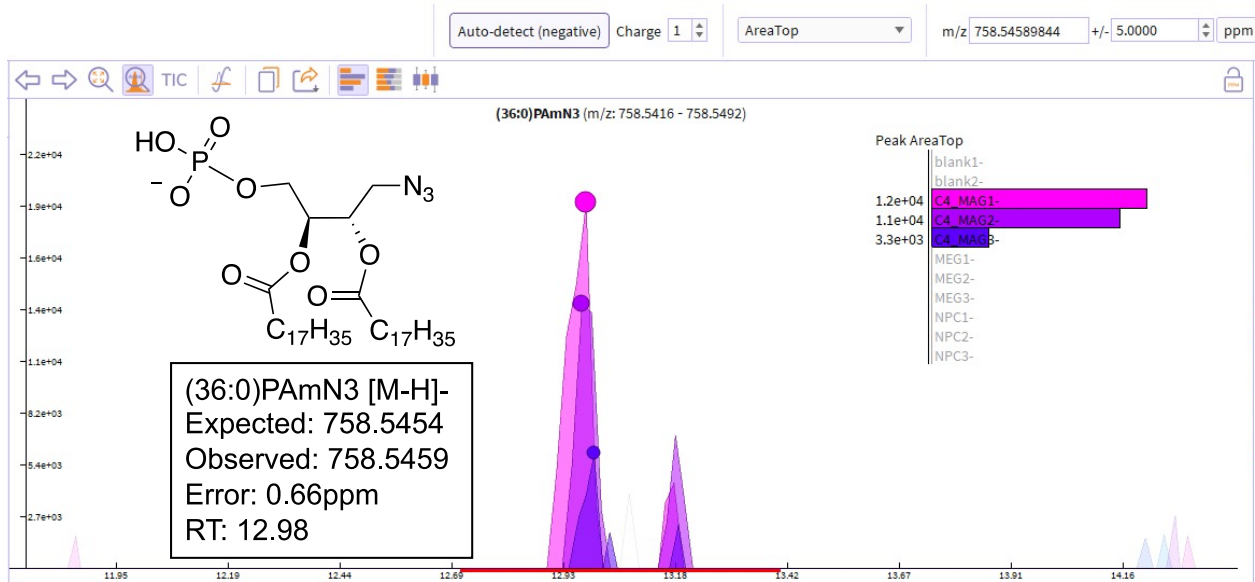 Auto-detect (negative) Charge 1 AreaTop m/z 758.54589844 +/- 5.0000 ppm
TIC
(36:0)PAmN3 (m/z: 758.5416 - 758.5492)
Peak AreaTop
blank1-
blank2-
1.2e+04 C4_MAG1-
1.1e+04 C4_MAG2-
3.3e+03 C4_MAG3-
MEG1-
MEG2-
MEG3-
NPC1-
NPC2-
NPC3-
2.2e+04
1.9e+04
1.6e+04
1.4e+04
1.1e+04
8.2e+03
5.4e+03
2.7e+03
O
HO
P
−
O
O
N3
O
O
O
O
C17H35 C17H35
(36:0)PAmN3 [M-H]-
Expected: 758.5454
Observed: 758.5459
Error: 0.66ppm
RT: 12.98
11.95 12.19 12.44 12.69 12.93 13.18 13.42 13.67 13.91 14.16